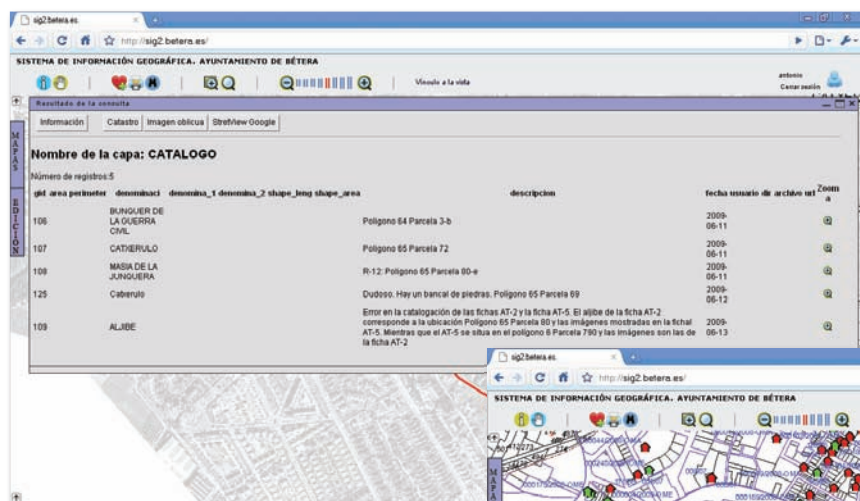 sig2.betera.es
http://sig2.betera.es/
SISTEMA DE INFORMACIÓN GEOGRÁFICA. AYUNTAMIENTO DE BÉTERA
Vínculo a la vista
antonio
Cerrar sesión
Resultado de la consulta
Información Catastro Imagen oblicua StretView Google
MAPAS
EDICIÓN
Nombre de la capa: CATALOGO
Número de registros:5
gid area perimeter denominaci denomina_1 denomina_2 shape_leng shape_area descripcion fecha usuario dir archivo url Zoom a
106 BUNQUER DE LA GUERRA CIVIL Poligono 64 Parcela 3-b 2009-06-11
107 CATXERULO Poligono 65 Parcela 72 2009-06-11
108 MASIA DE LA JUNQUERA R-12: Poligono 65 Parcela 80-e 2009-06-11
125 Caberulo Dudoso. Hay un bancal de piedras. Poligono 65 Parcela 69 2009-06-12
Error en la catalogación de las fichas AT-2 y la ficha AT-5. El aljibe de la ficha AT-2
109 ALJIBE corresponde a la ubicación Poligono 65 Parcela 80 y las imágenes mostradas en la fichal 2009-06-13
AT-5. Mientras que el AT-5 se situa en el poligono 6 Parcela 790 y las imágenes son las de
la ficha AT-2
sig2.betera.es
http://sig2.betera.es/
SISTEMA DE INFORMACIÓN GEOGRÁFICA. AYUNTAMIENTO DE BÉTERA
MAPA